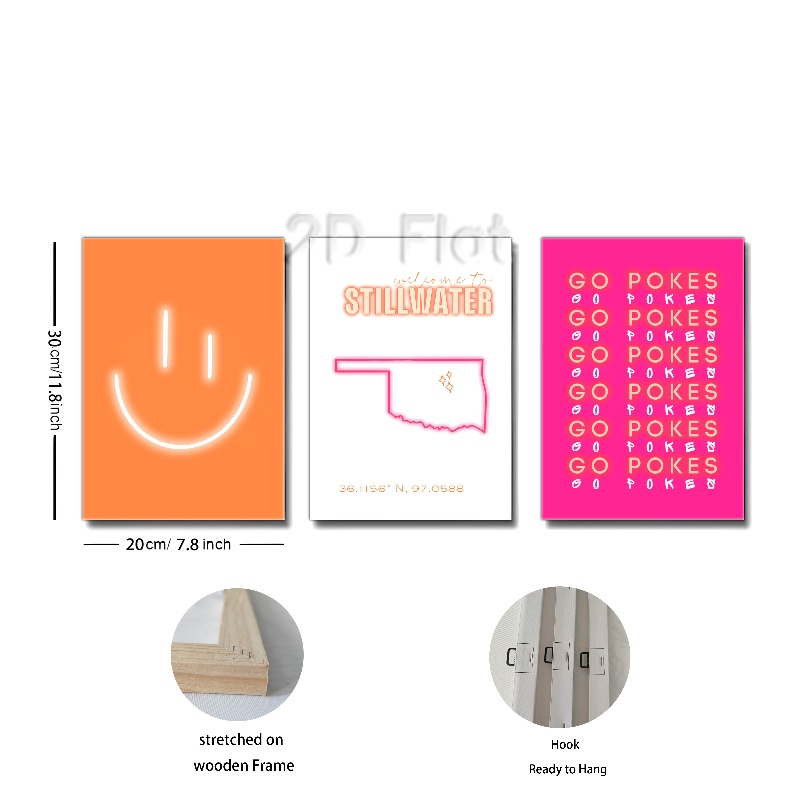 2D Flat
welcome to
STILLWATER
36.1156° N, 97.0588
GO POKES
GO POKES
GO POKES
GO POKES
GO POKES
GO POKES
GO POKES
GO POKES
GO POKES
GO POKES
GO POKES
GO POKES
30cm/11.8inch
20cm/ 7.8 inch
stretched on
wooden Frame
Hook
Ready to Hang